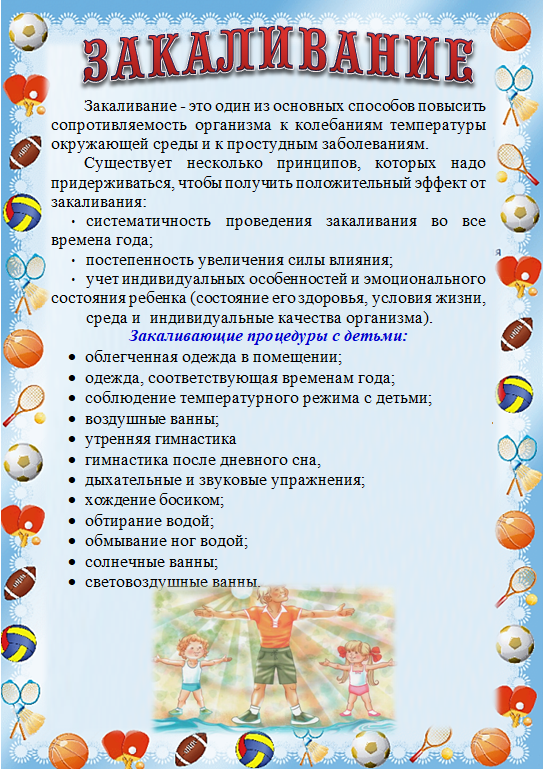 ЗАКАЛИВАНИЕ
Закаливание - это один из основных способов повысить
сопротивляемость организма к колебаниям температуры
окружающей среды и к простудным заболеваниям.
Существует несколько принципов, которых надо
придерживаться, чтобы получить положительный эффект от
закаливания:
· систематичность проведения закаливания во все
времена года;
· постепенность увеличения силы влияния;
· учет индивидуальных особенностей и эмоционального
состояния ребенка (состояние его здоровья, условия жизни,
среда и индивидуальные качества организма).
Закаливающие процедуры с детьми:
• облегченная одежда в помещении;
• одежда, соответствующая временам года;
• соблюдение температурного режима с детьми;
• воздушные ванны;
• утренняя гимнастика
• гимнастика после дневного сна,
• дыхательные и звуковые упражнения;
• хождение босиком;
• обтирание водой;
• обмывание ног водой;
• солнечные ванны;
• световоздушные ванны.